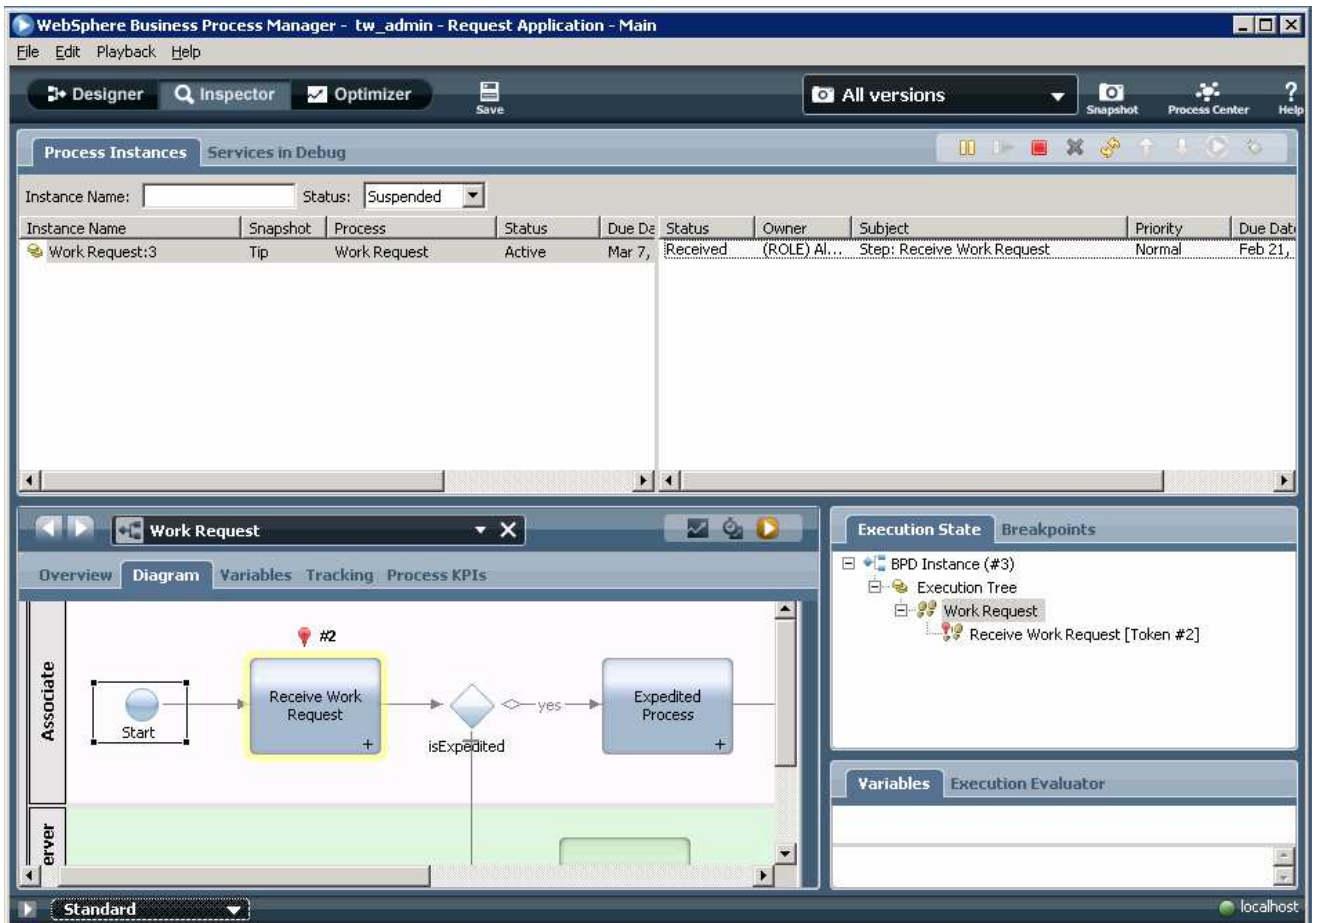 WebSphere Business Process Manager - tw_admin - Request Application - Main
File Edit Playback Help
Designer Inspector Optimizer Save All versions Snapshot Process Center Help
Process Instances Services in Debug
Instance Name: Status: Suspended
Instance Name Snapshot Process Status Due Da Status Owner Subject Priority Due Date
Work Request:3 Tip Work Request Active Mar 7, Received (ROLE) Al... Step: Receive Work Request Normal Feb 21,
Work Request
Overview Diagram Variables Tracking Process KPIs
#2
Associate
Start
Receive Work
Request
+
isExpedited
yes
Expedited
Process
+
erver
Execution State Breakpoints
BPD Instance (#3)
Execution Tree
Work Request
Receive Work Request [Token #2]
Variables Execution Evaluator
Standard localhost